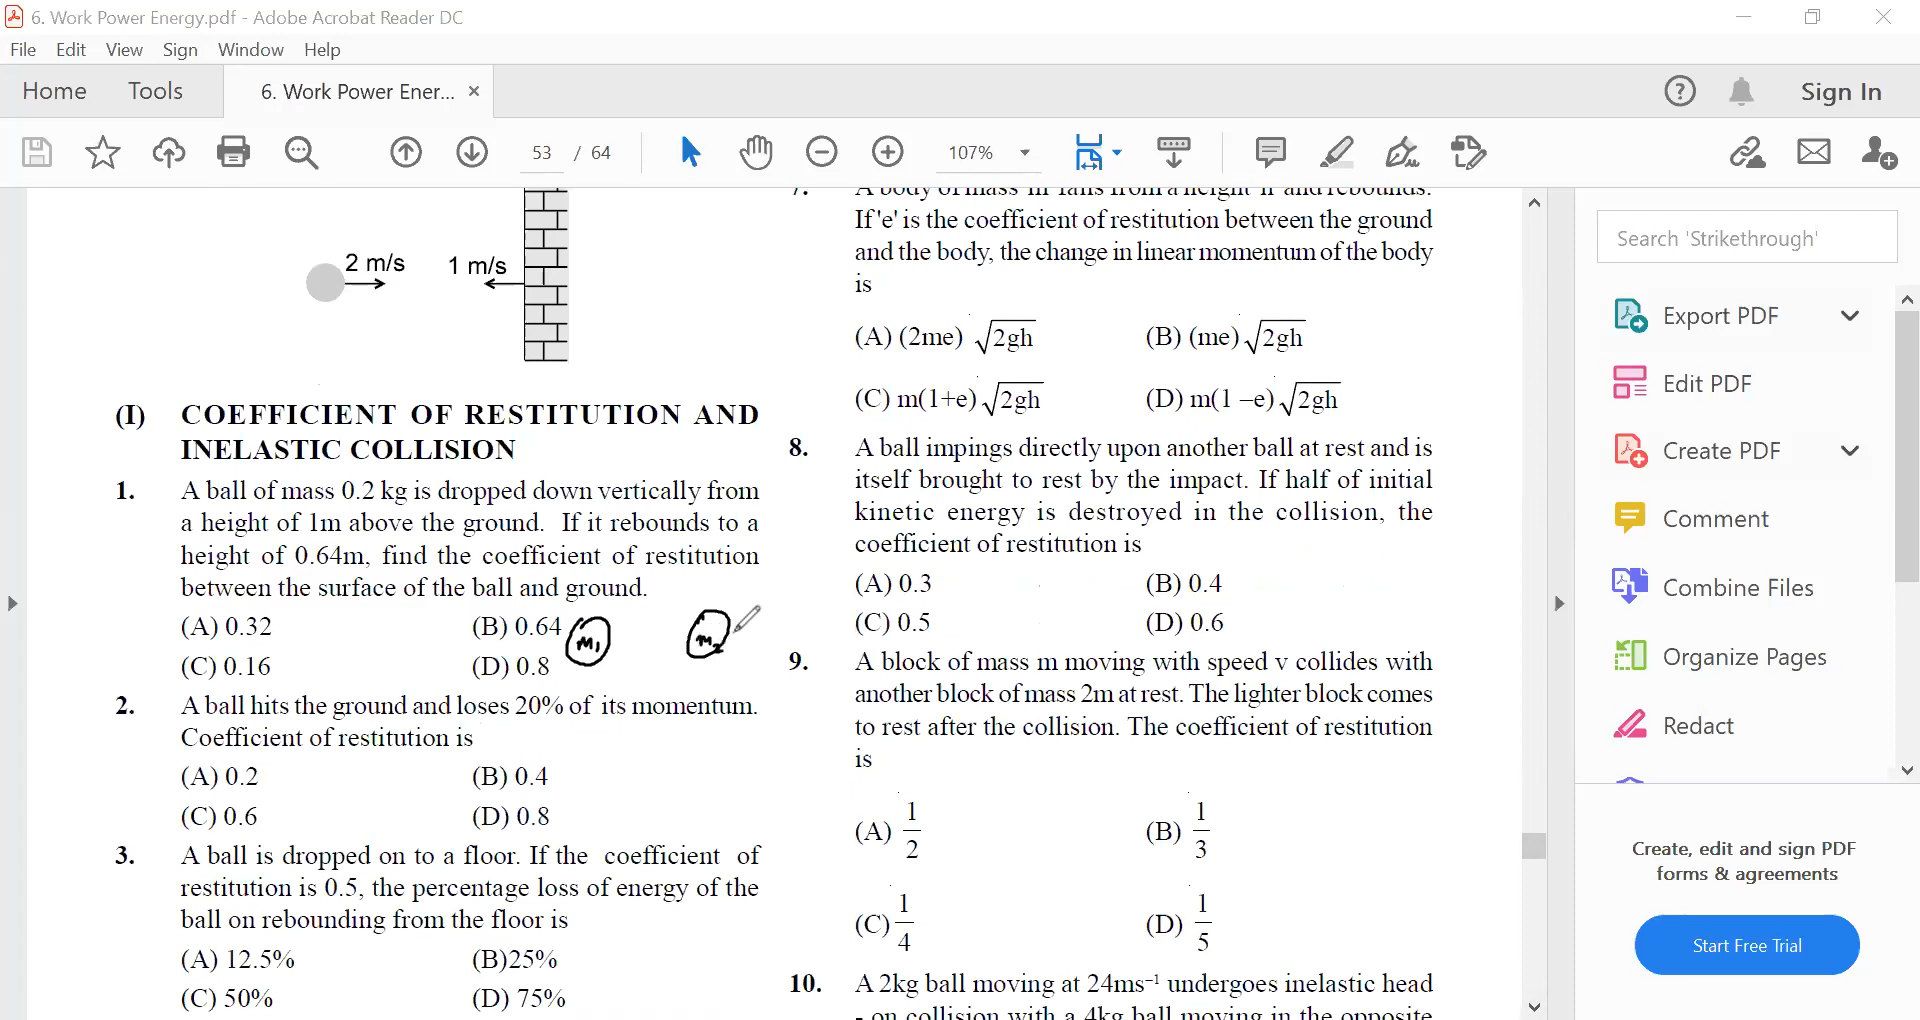 6. Work Power Energy.pdf - Adobe Acrobat Reader DC
File Edit View Sign Window Help
Home Tools 6. Work Power Ener... × Sign In
53 / 64 107%
2 m/s 1 m/s
(I) COEFFICIENT OF RESTITUTION AND
INELASTIC COLLISION
1. A ball of mass 0.2 kg is dropped down vertically from
a height of 1m above the ground. If it rebounds to a
height of 0.64m, find the coefficient of restitution
between the surface of the ball and ground.
(A) 0.32 (B) 0.64
(C) 0.16 (D) 0.8
M₁ m₂
2. A ball hits the ground and loses 20% of its momentum.
Coefficient of restitution is
(A) 0.2 (B) 0.4
(C) 0.6 (D) 0.8
3. A ball is dropped on to a floor. If the coefficient of
restitution is 0.5, the percentage loss of energy of the
ball on rebounding from the floor is
(A) 12.5% (B)25%
(C) 50% (D) 75%
7. A body of mass 'm' falls from a height 'h' and rebounds.
If 'e' is the coefficient of restitution between the ground
and the body, the change in linear momentum of the body
is
(A) (2me) √2gh (B) (me) √2gh
(C) m(1+e) √2gh (D) m(1 –e) √2gh
8. A ball impings directly upon another ball at rest and is
itself brought to rest by the impact. If half of initial
kinetic energy is destroyed in the collision, the
coefficient of restitution is
(A) 0.3 (B) 0.4
(C) 0.5 (D) 0.6
9. A block of mass m moving with speed v collides with
another block of mass 2m at rest. The lighter block comes
to rest after the collision. The coefficient of restitution
is
(A) 1/2 (B) 1/3
(C) 1/4 (D) 1/5
10. A 2kg ball moving at 24ms⁻¹ undergoes inelastic head
- on collision with a 4kg ball moving in the opposite
Search 'Strikethrough'
Export PDF
Edit PDF
Create PDF
Comment
Combine Files
Organize Pages
Redact
Create, edit and sign PDF
forms & agreements
Start Free Trial